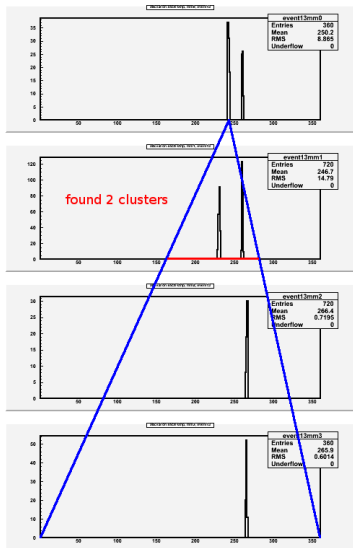 event13mm0
Entries 360
Mean 250.2
RMS 8.865
Underflow 0
35
30
25
20
15
10
5
0
50 100 150 200 250 300 350
event13mm1
Entries 720
Mean 246.7
RMS 14.79
Underflow 0
120
100
80
60
40
20
0
found 2 clusters
50 100 150 200 250 300 350
event13mm2
Entries 720
Mean 266.4
RMS 0.7195
Underflow 0
30
25
20
15
10
5
0
50 100 150 200 250 300 350
event13mm3
Entries 360
Mean 265.9
RMS 0.6014
Underflow 0
50
40
30
20
10
0
50 100 150 200 250 300 350